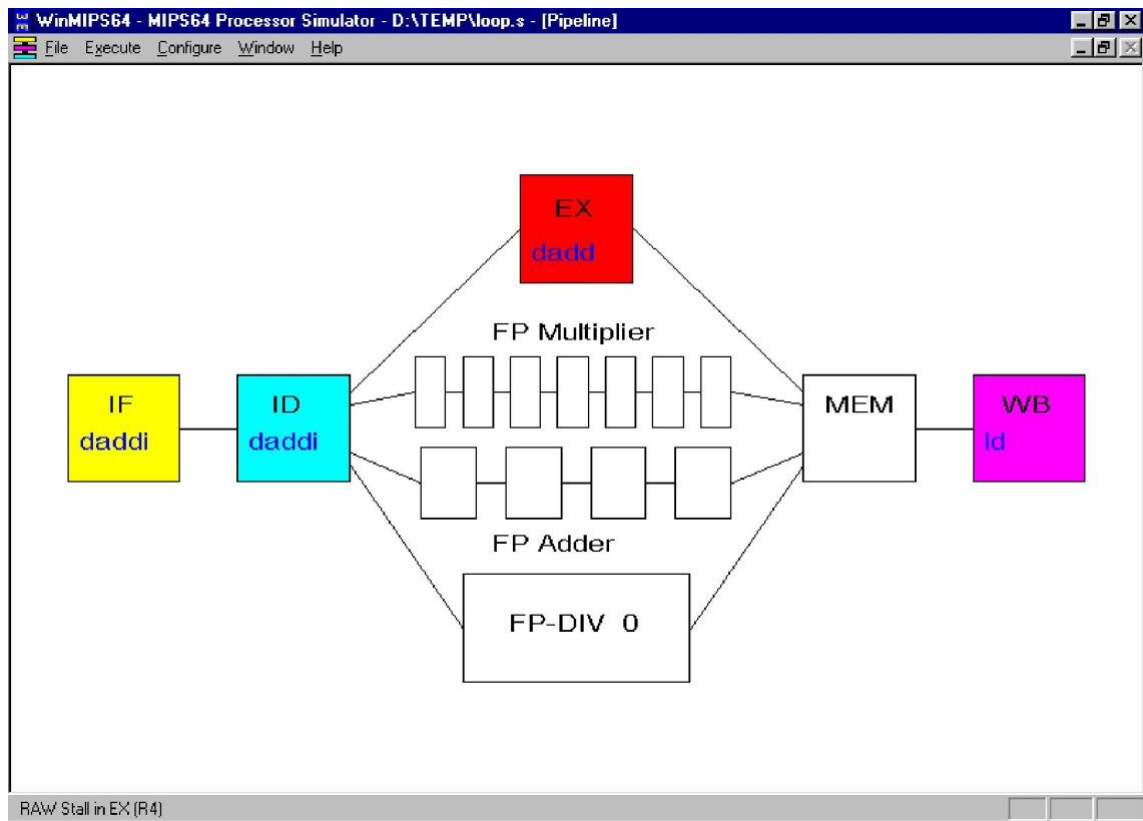 WinMIPS64 - MIPS64 Processor Simulator - D:\TEMP\loop.s - [Pipeline]
File Execute Configure Window Help
EX
dadd
FP Multiplier
IF
daddi
ID
daddi
MEM
WB
ld
FP Adder
FP-DIV 0
RAW Stall in EX (R4)